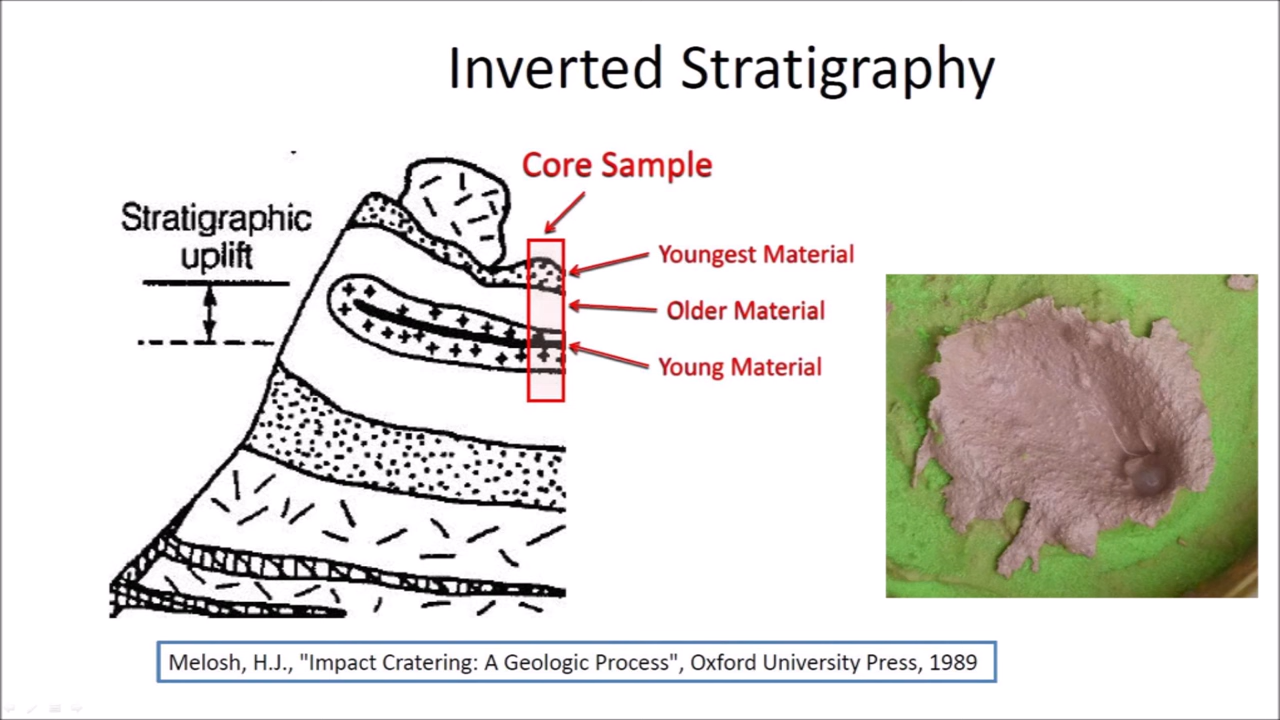 Inverted Stratigraphy
Core Sample
Stratigraphic
uplift
Youngest Material
Older Material
Young Material
Melosh, H.J., "Impact Cratering: A Geologic Process", Oxford University Press, 1989